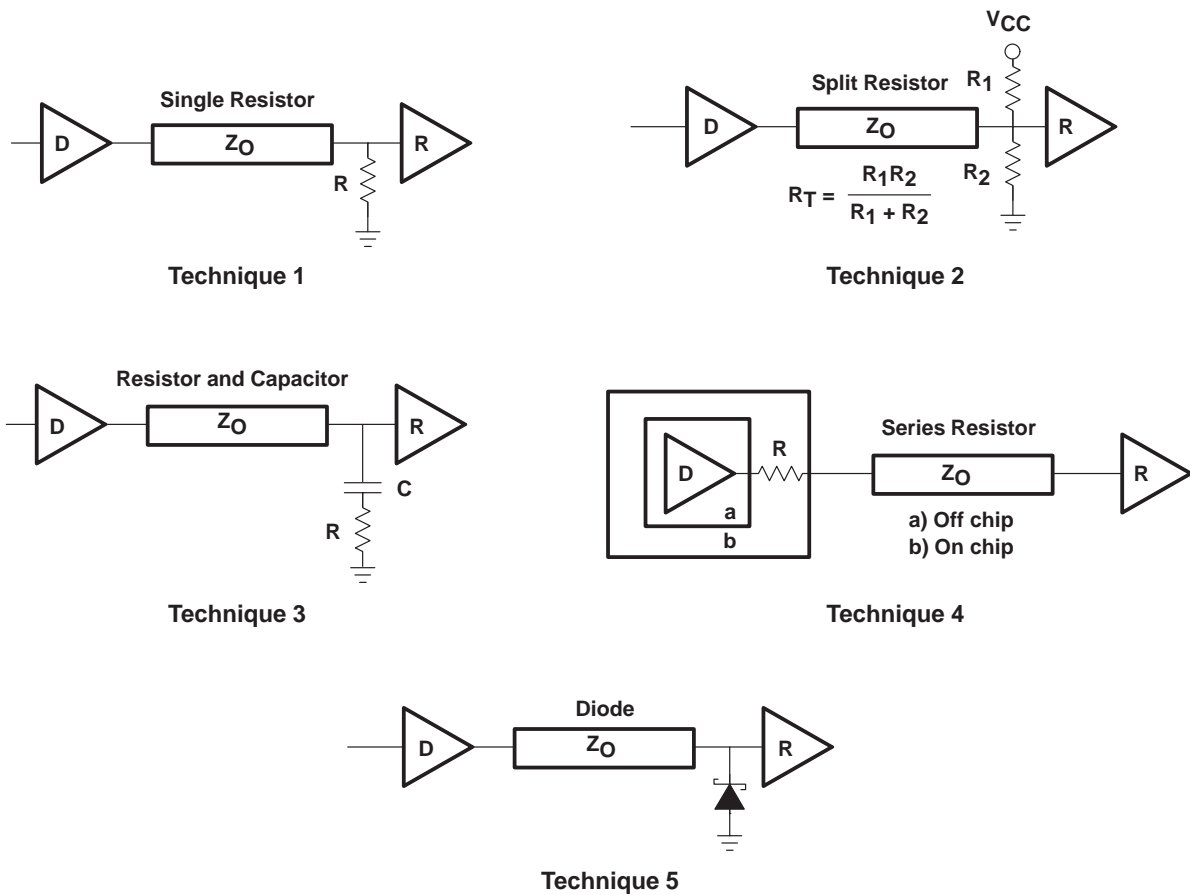 Single Resistor
D
ZO
R
R
Technique 1
VCC
R1
Split Resistor
D
ZO
R
R2
RT = R1R2 / R1 + R2
Technique 2
Resistor and Capacitor
D
ZO
R
C
R
Technique 3
Series Resistor
R
D
ZO
R
a
b
a) Off chip
b) On chip
Technique 4
Diode
D
ZO
R
Technique 5